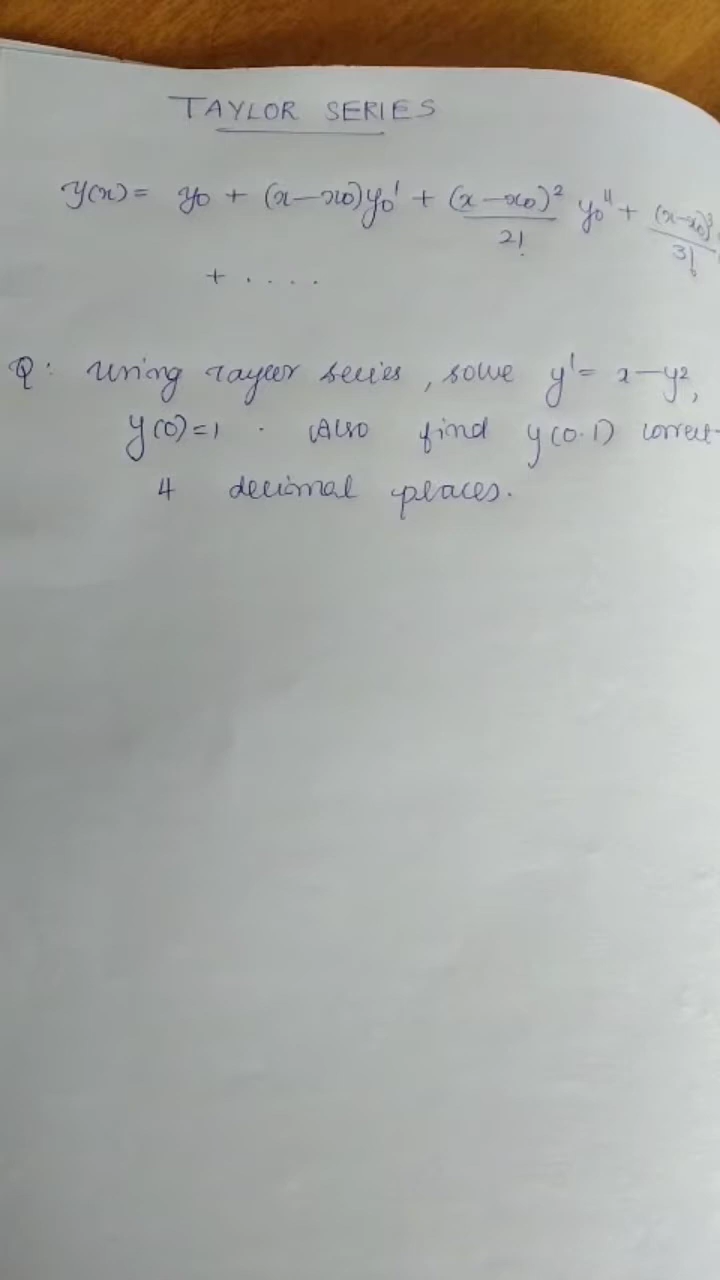 TAYLOR SERIES
y(x) = y₀ + (x-x₀)y₀' + (x-x₀)²/2! y₀'' + (x-x₀)³/3!
+ ....
Q: Using Taylor series, solve y' = x-y²,
y(0)=1. Also find y(0.1) correct
4 decimal places.